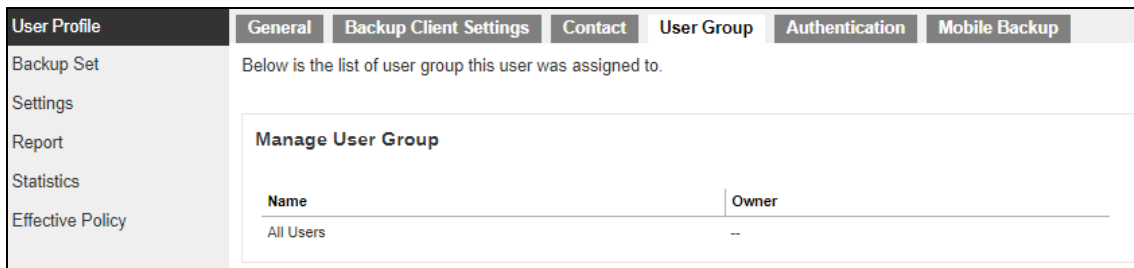 User Profile
Backup Set
Settings
Report
Statistics
Effective Policy
General Backup Client Settings Contact User Group Authentication Mobile Backup
Below is the list of user group this user was assigned to.
Manage User Group
Name Owner
All Users --